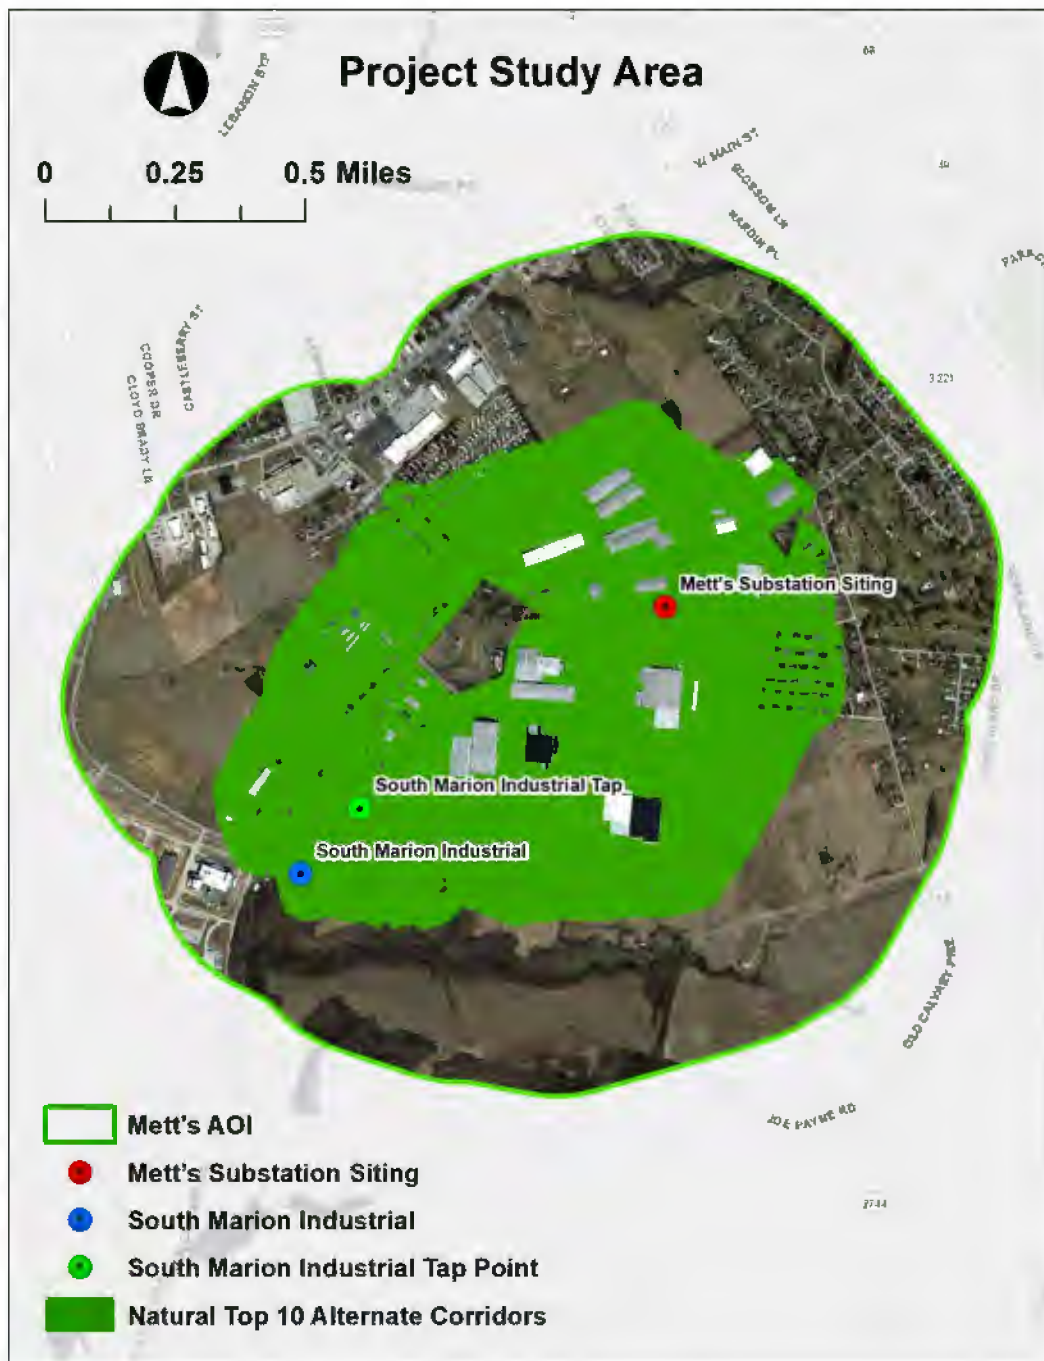 Project Study Area
LEBANON BYP
0 0.25 0.5 Miles
W MAIN ST
BLOSSOM LN
HARDIN PL
CASTLEBERRY ST
COOPER DR
CLOYD BRADY LN
Mett's Substation Siting
South Marion Industrial Tap
South Marion Industrial
OLD CALVARY PIKE
JOE PAYNE RD
Mett's AOI
Mett's Substation Siting
South Marion Industrial
South Marion Industrial Tap Point
Natural Top 10 Alternate Corridors